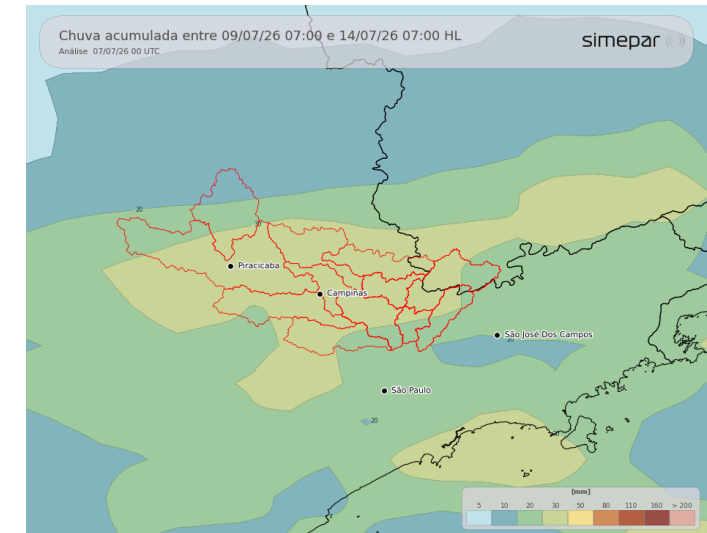 Chuva acumulada entre 09/07/26 07:00 e 14/07/26 07:00 HL
Análise 07/07/26 00 UTC
simepar
20
30
Piracicaba
Campinas
São José Dos Campos
20
São Paulo
20
[mm]
5 10 20 30 50 80 110 160 > 200